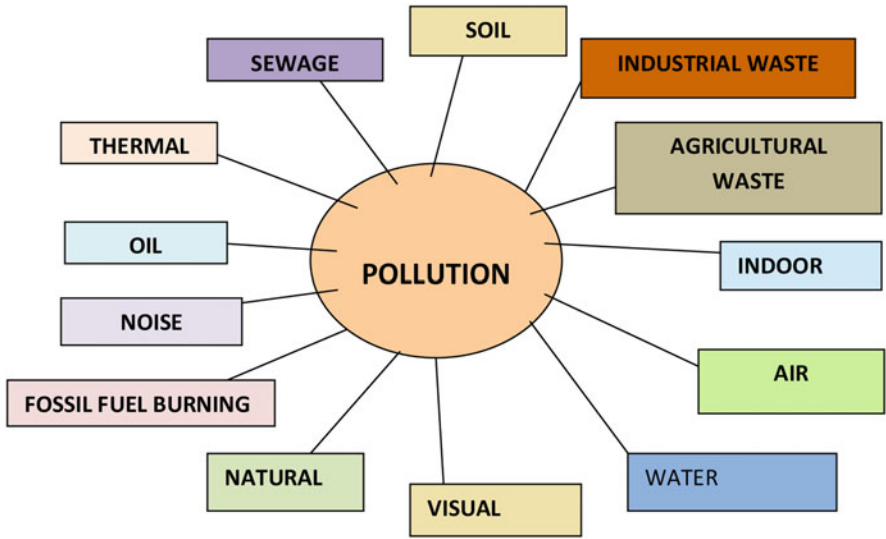 SOIL
SEWAGE
INDUSTRIAL WASTE
THERMAL
AGRICULTURAL
WASTE
OIL
INDOOR
POLLUTION
NOISE
AIR
FOSSIL FUEL BURNING
NATURAL
WATER
VISUAL